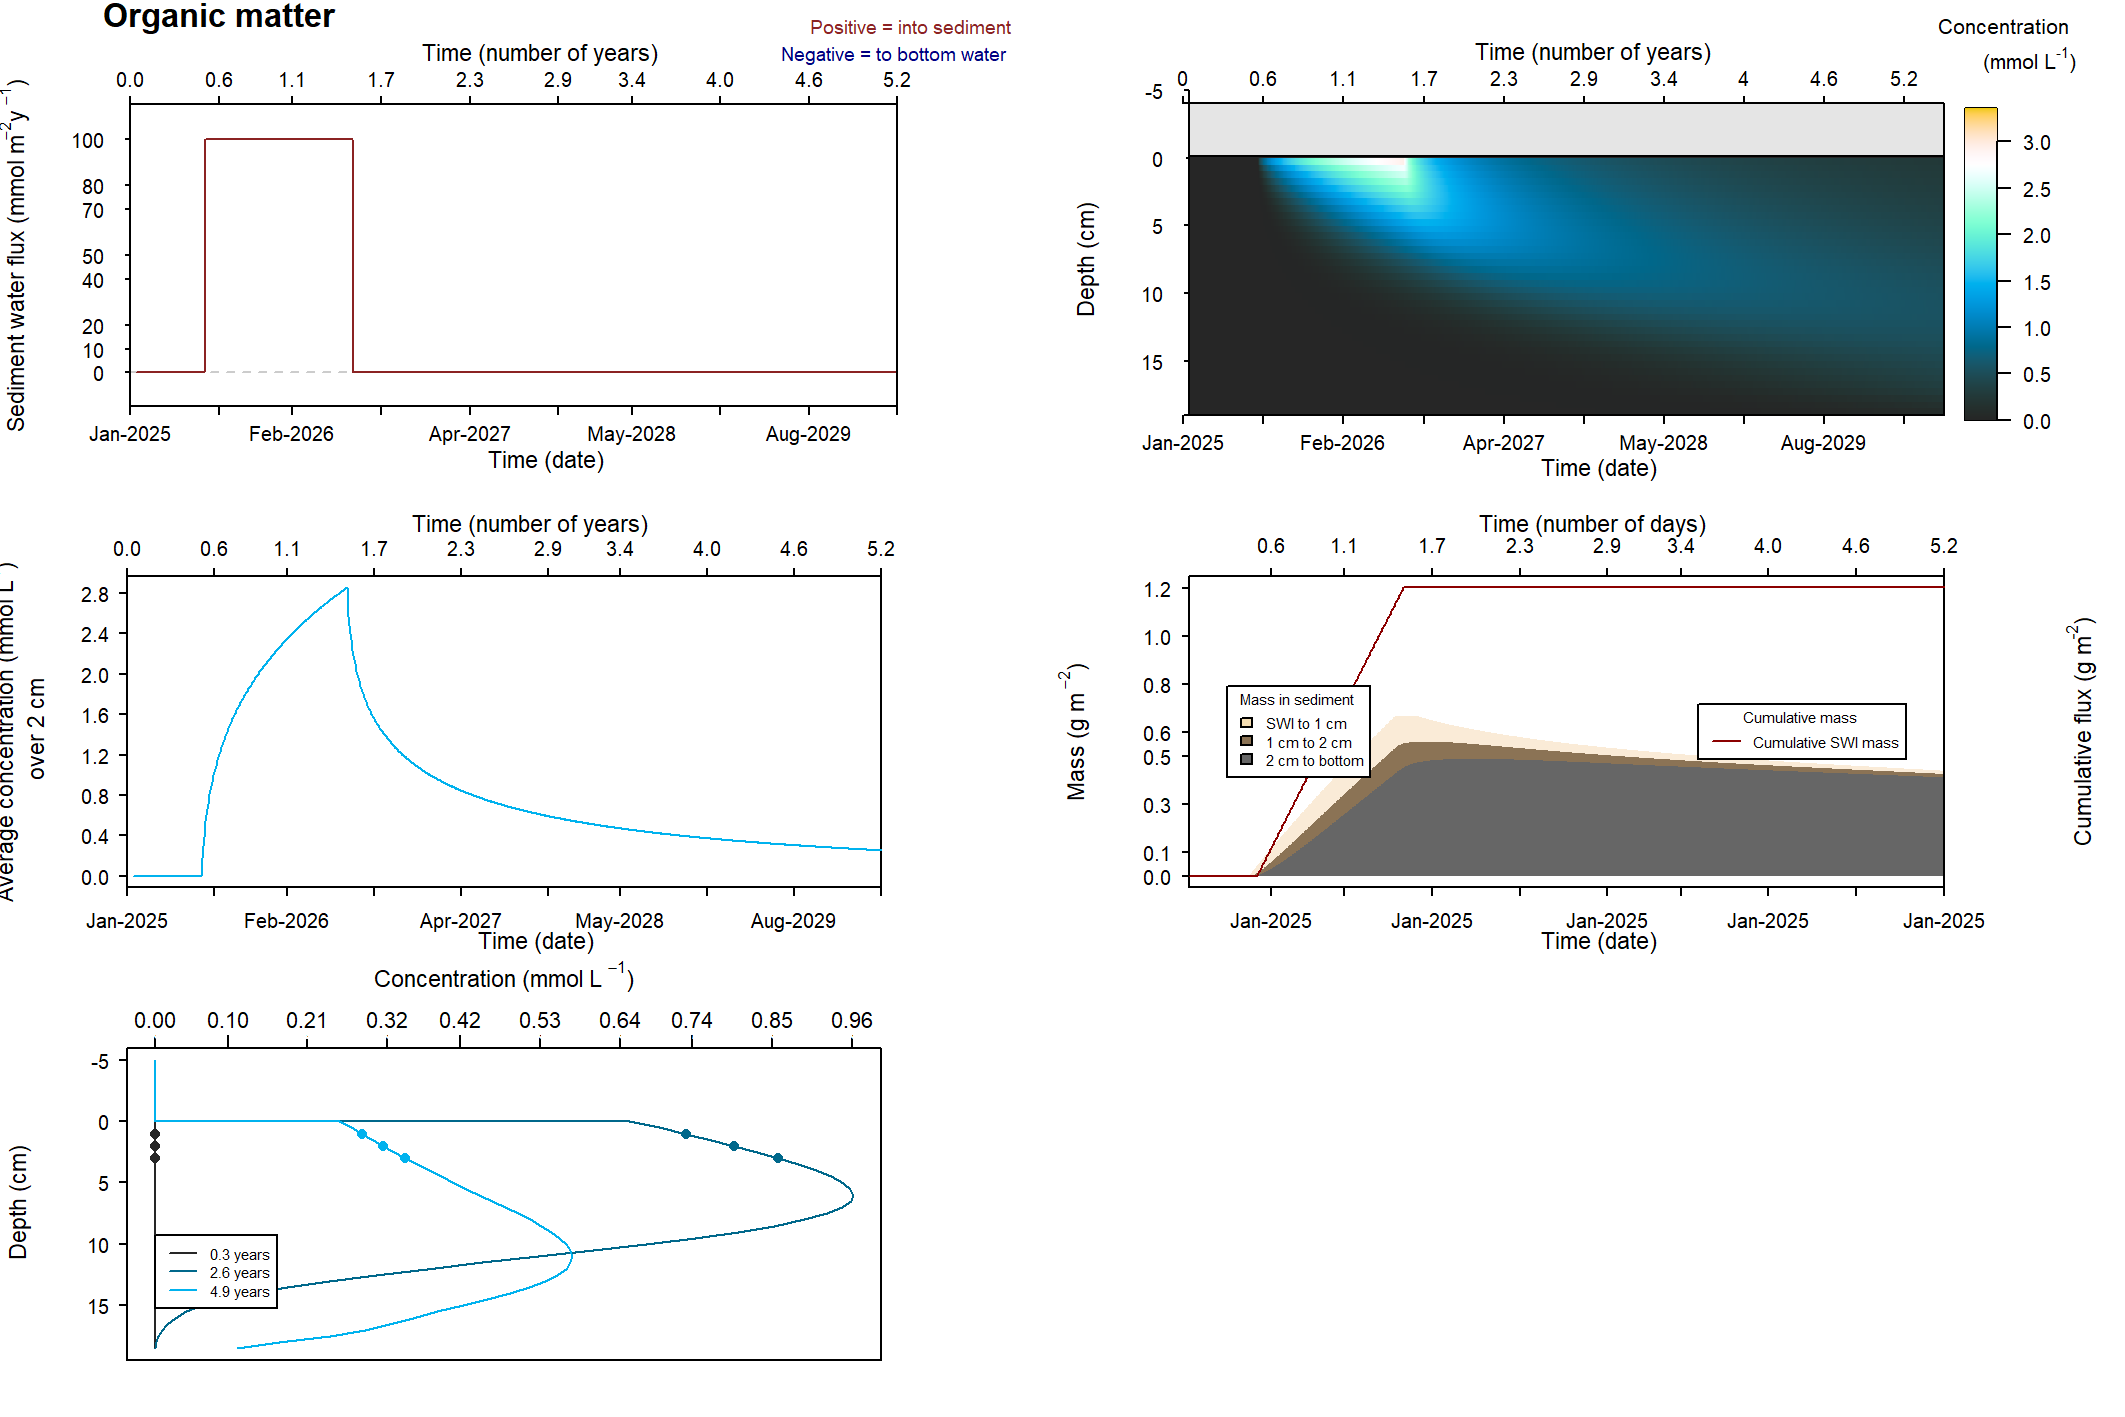 Organic matter
Positive = into sediment
Negative = to bottom water
Time (number of years)
0.0 0.6 1.1 1.7 2.3 2.9 3.4 4.0 4.6 5.2
Sediment water flux (mmol m−2y−1)
100
80
70
50
40
20
10
0
Jan-2025 Feb-2026 Apr-2027 May-2028 Aug-2029
Time (date)
Time (number of years)
0 0.6 1.1 1.7 2.3 2.9 3.4 4 4.6 5.2
Concentration
(mmol L-1)
Depth (cm)
-5
0
5
10
15
3.0
2.5
2.0
1.5
1.0
0.5
0.0
Jan-2025 Feb-2026 Apr-2027 May-2028 Aug-2029
Time (date)
Time (number of years)
0.0 0.6 1.1 1.7 2.3 2.9 3.4 4.0 4.6 5.2
Average concentration (mmol L )
over 2 cm
2.8
2.4
2.0
1.6
1.2
0.8
0.4
0.0
Jan-2025 Feb-2026 Apr-2027 May-2028 Aug-2029
Time (date)
Time (number of days)
0.6 1.1 1.7 2.3 2.9 3.4 4.0 4.6 5.2
Mass (g m−2)
1.2
1.0
0.8
0.6
0.5
0.3
0.1
0.0
Mass in sediment
SWI to 1 cm
1 cm to 2 cm
2 cm to bottom
Cumulative mass
Cumulative SWI mass
Cumulative flux (g m-2)
Jan-2025 Jan-2025 Jan-2025 Jan-2025 Jan-2025
Time (date)
Concentration (mmol L−1)
0.00 0.10 0.21 0.32 0.42 0.53 0.64 0.74 0.85 0.96
Depth (cm)
-5
0
5
10
15
0.3 years
2.6 years
4.9 years